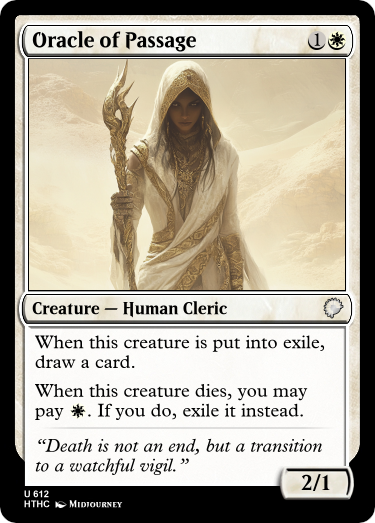 Oracle of Passage 1
Creature — Human Cleric
When this creature is put into exile,
draw a card.
When this creature dies, you may
pay . If you do, exile it instead.
“Death is not an end, but a transition
to a watchful vigil.”
2/1
U 612
HTHC Midjourney